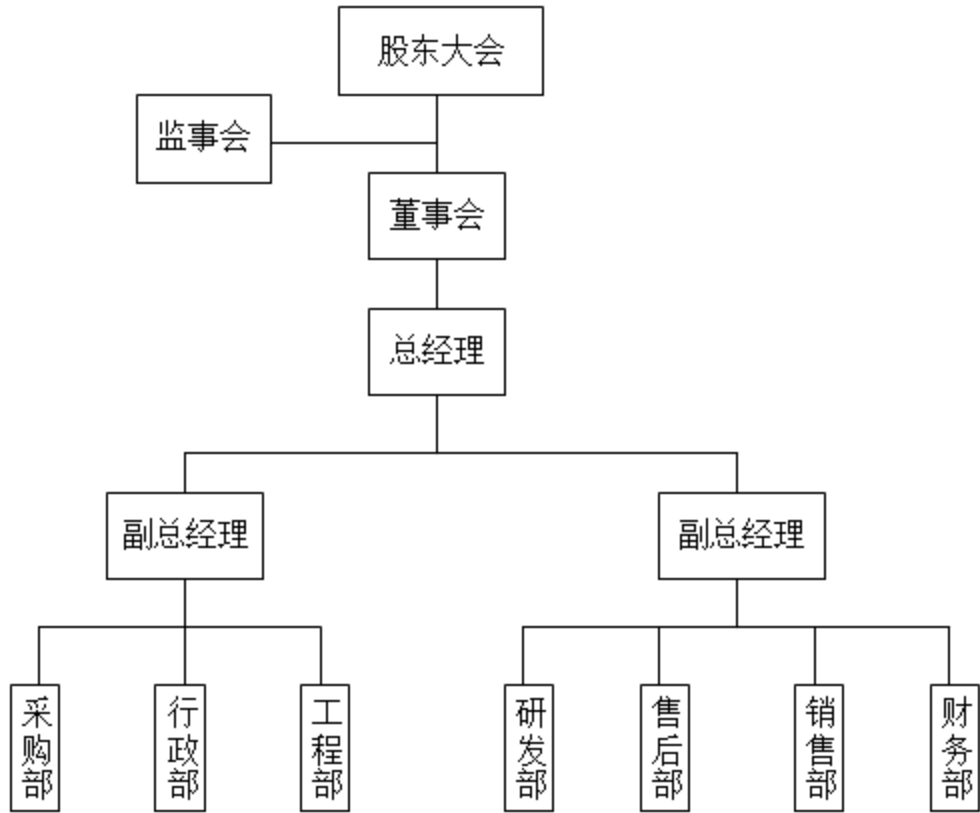 股东大会
监事会
董事会
总经理
副总经理
副总经理
采购部
行政部
工程部
研发部
售后部
销售部
财务部